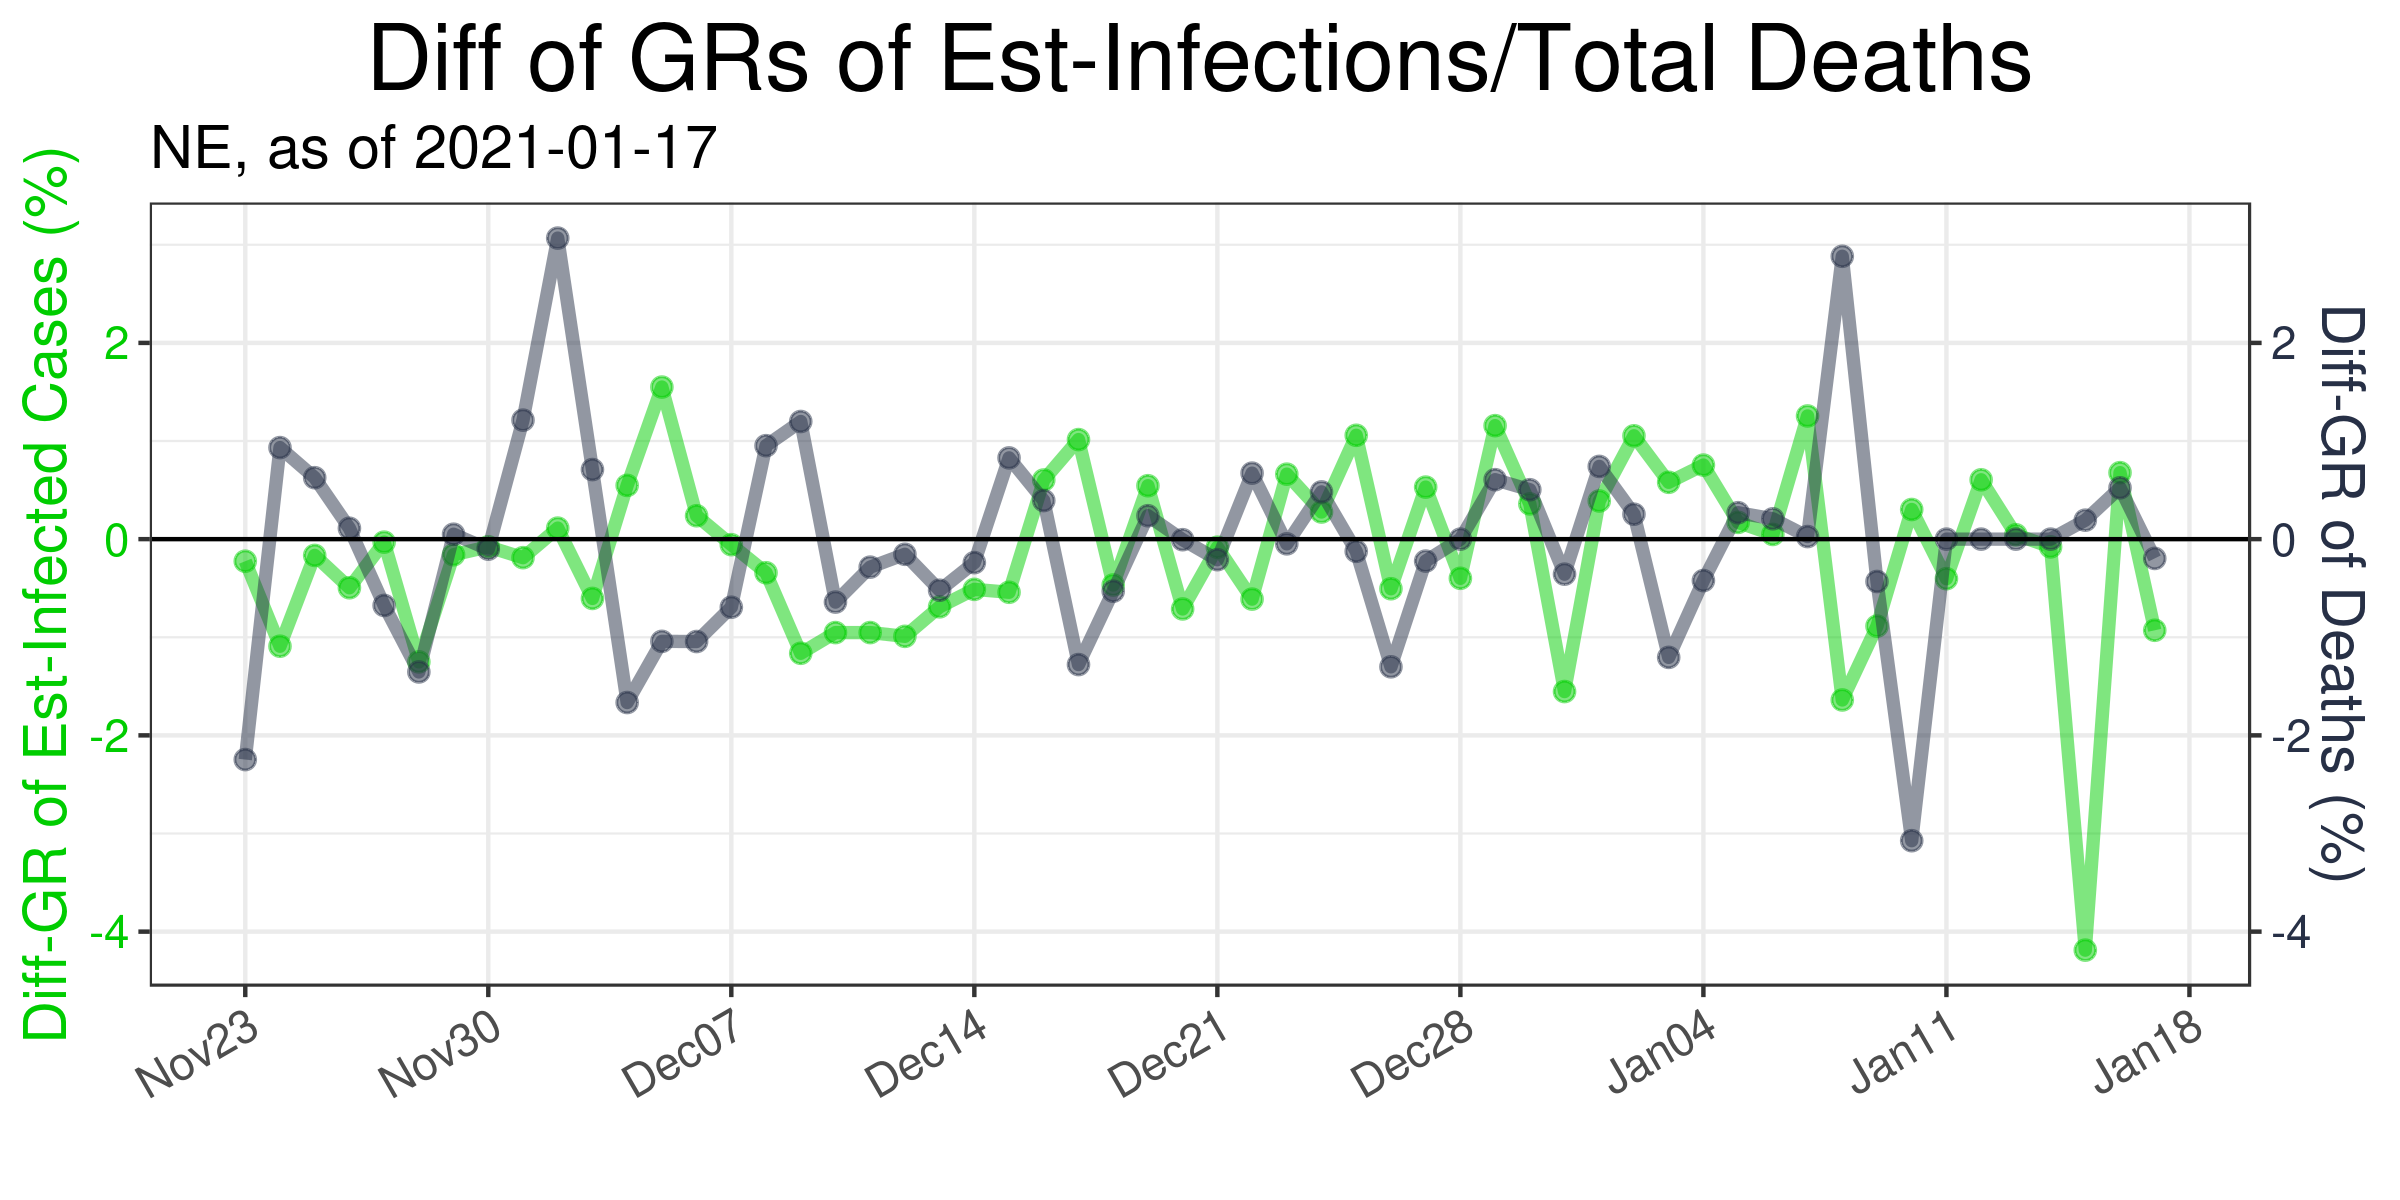 Diff of GRs of Est-Infections/Total Deaths
NE, as of 2021-01-17
Diff-GR of Est-Infected Cases (%)
2
0
-2
-4
2
0
-2
-4
Diff-GR of Deaths (%)
Nov23
Nov30
Dec07
Dec14
Dec21
Dec28
Jan04
Jan11
Jan18